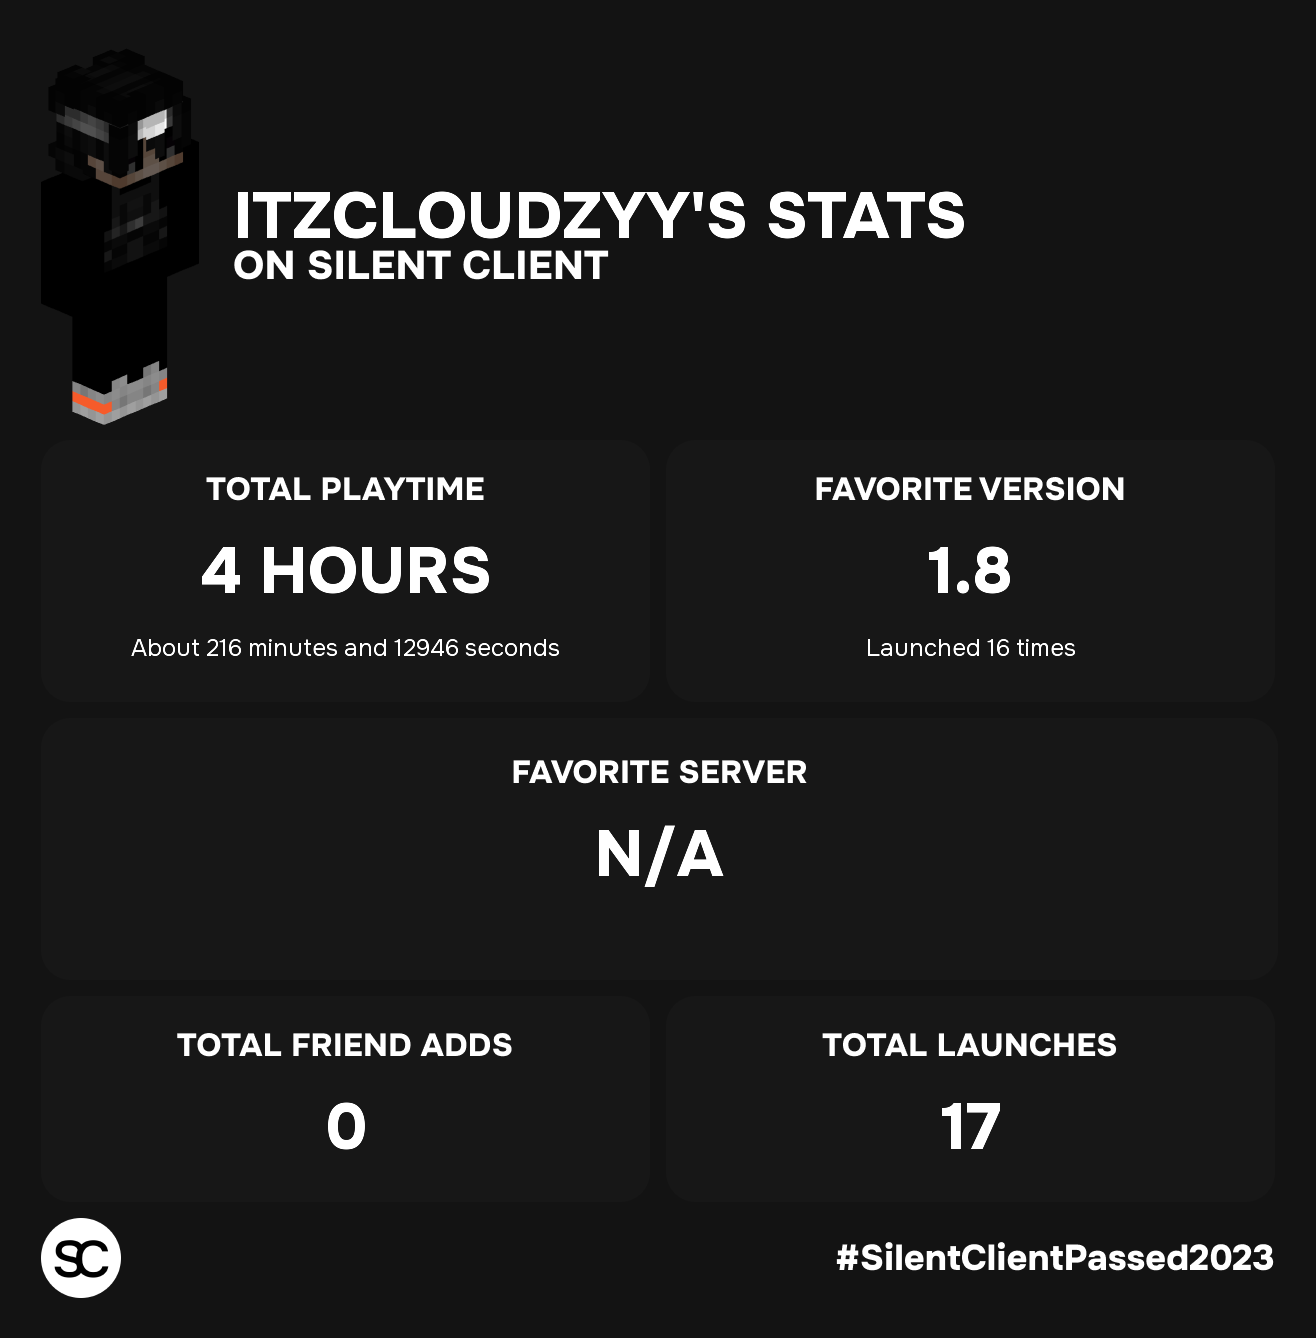 ITZCLOUDZYY'S STATS
ON SILENT CLIENT
TOTAL PLAYTIME
4 HOURS
About 216 minutes and 12946 seconds
FAVORITE VERSION
1.8
Launched 16 times
FAVORITE SERVER
N/A
TOTAL FRIEND ADDS
0
TOTAL LAUNCHES
17
SC
#SilentClientPassed2023